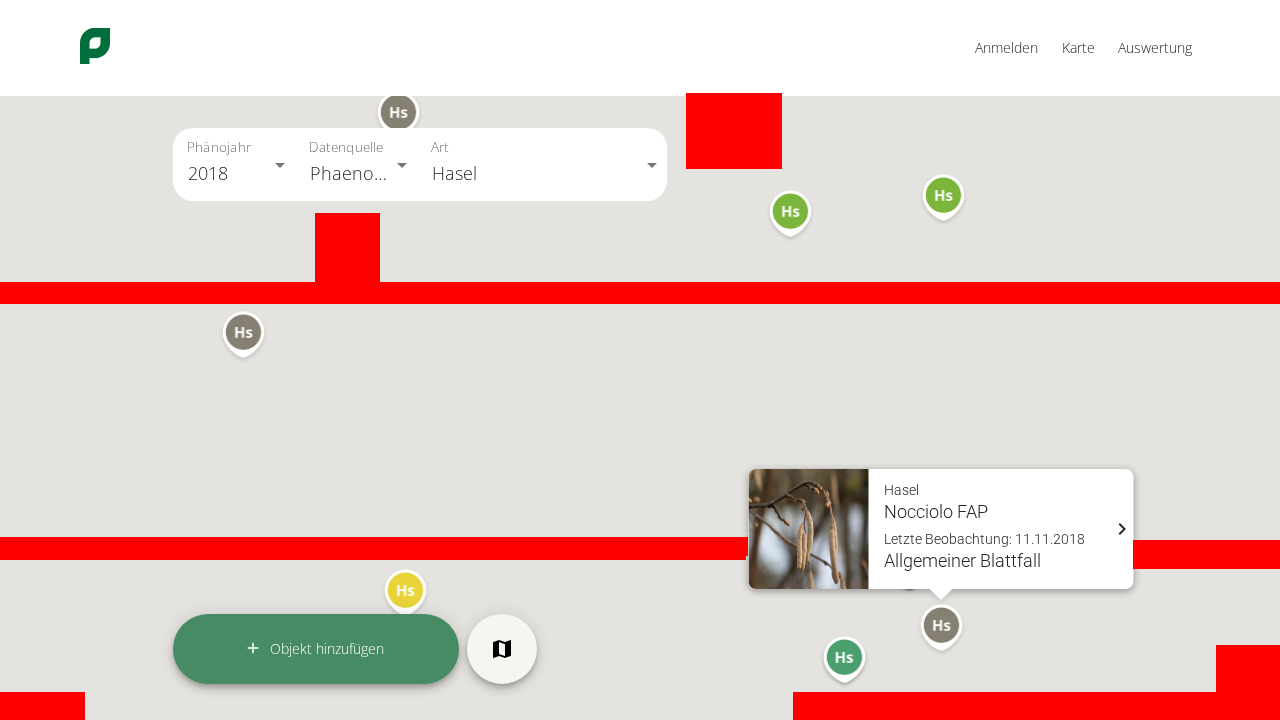 Anmelden Karte Auswertung
Hs
Phänojahr Datenquelle Art
2018 Phaeno... Hasel
Hs
Hs
Hs
Hasel
Nocciolo FAP
Letzte Beobachtung: 11.11.2018
Allgemeiner Blattfall
Hs
Hs
Objekt hinzufügen
Hs